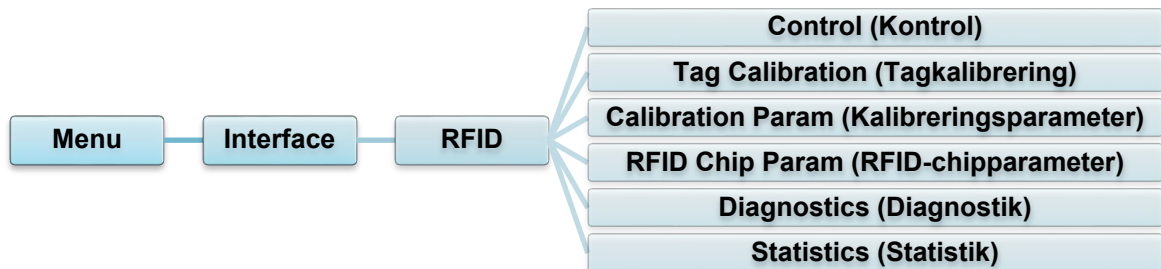 Menu
Interface
RFID
Control (Kontrol)
Tag Calibration (Tagkalibrering)
Calibration Param (Kalibreringsparameter)
RFID Chip Param (RFID-chipparameter)
Diagnostics (Diagnostik)
Statistics (Statistik)